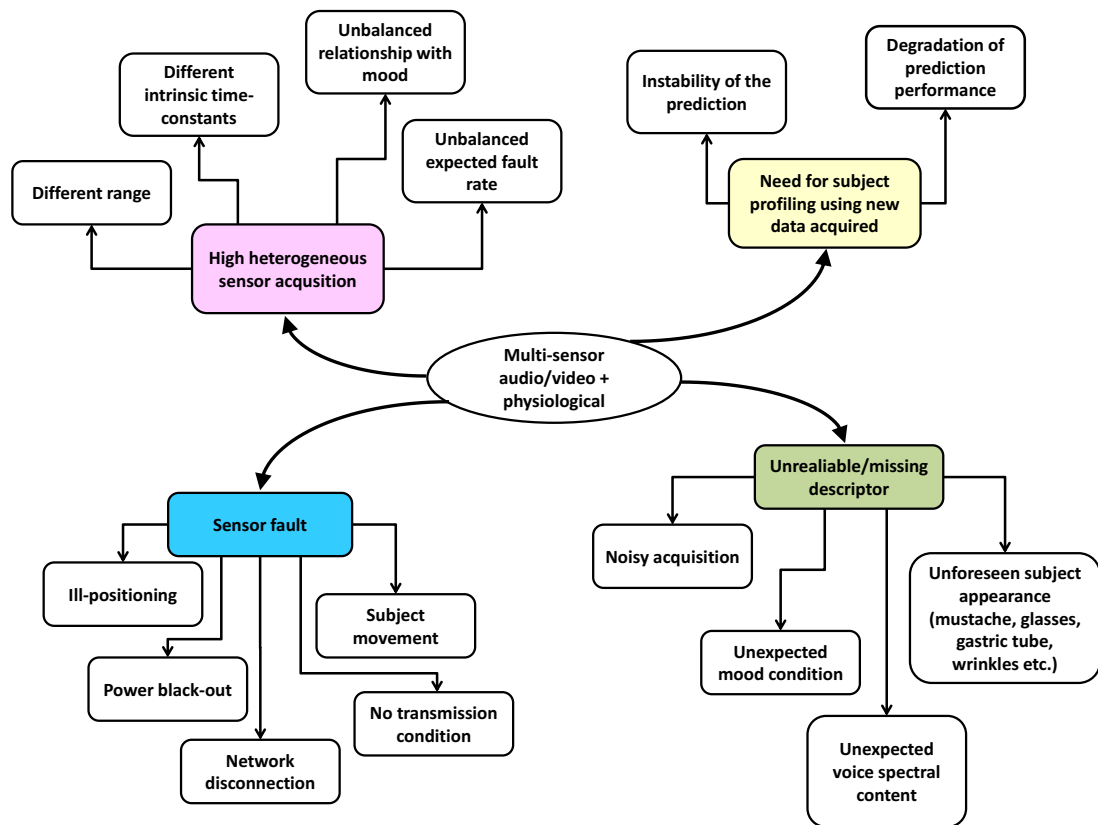 Unbalanced
relationship with
mood
Different
intrinsic time-
constants
Unbalanced
expected fault
rate
Different range
High heterogeneous
sensor acqusition
Instability of the
prediction
Degradation of
prediction
performance
Need for subject
profiling using new
data acquired
Multi-sensor
audio/video +
physiological
Sensor fault
Ill-positioning
Subject
movement
Power black-out
No transmission
condition
Network
disconnection
Unrealiable/missing
descriptor
Noisy acquisition
Unforeseen subject
appearance
(mustache, glasses,
gastric tube,
wrinkles etc.)
Unexpected
mood condition
Unexpected
voice spectral
content